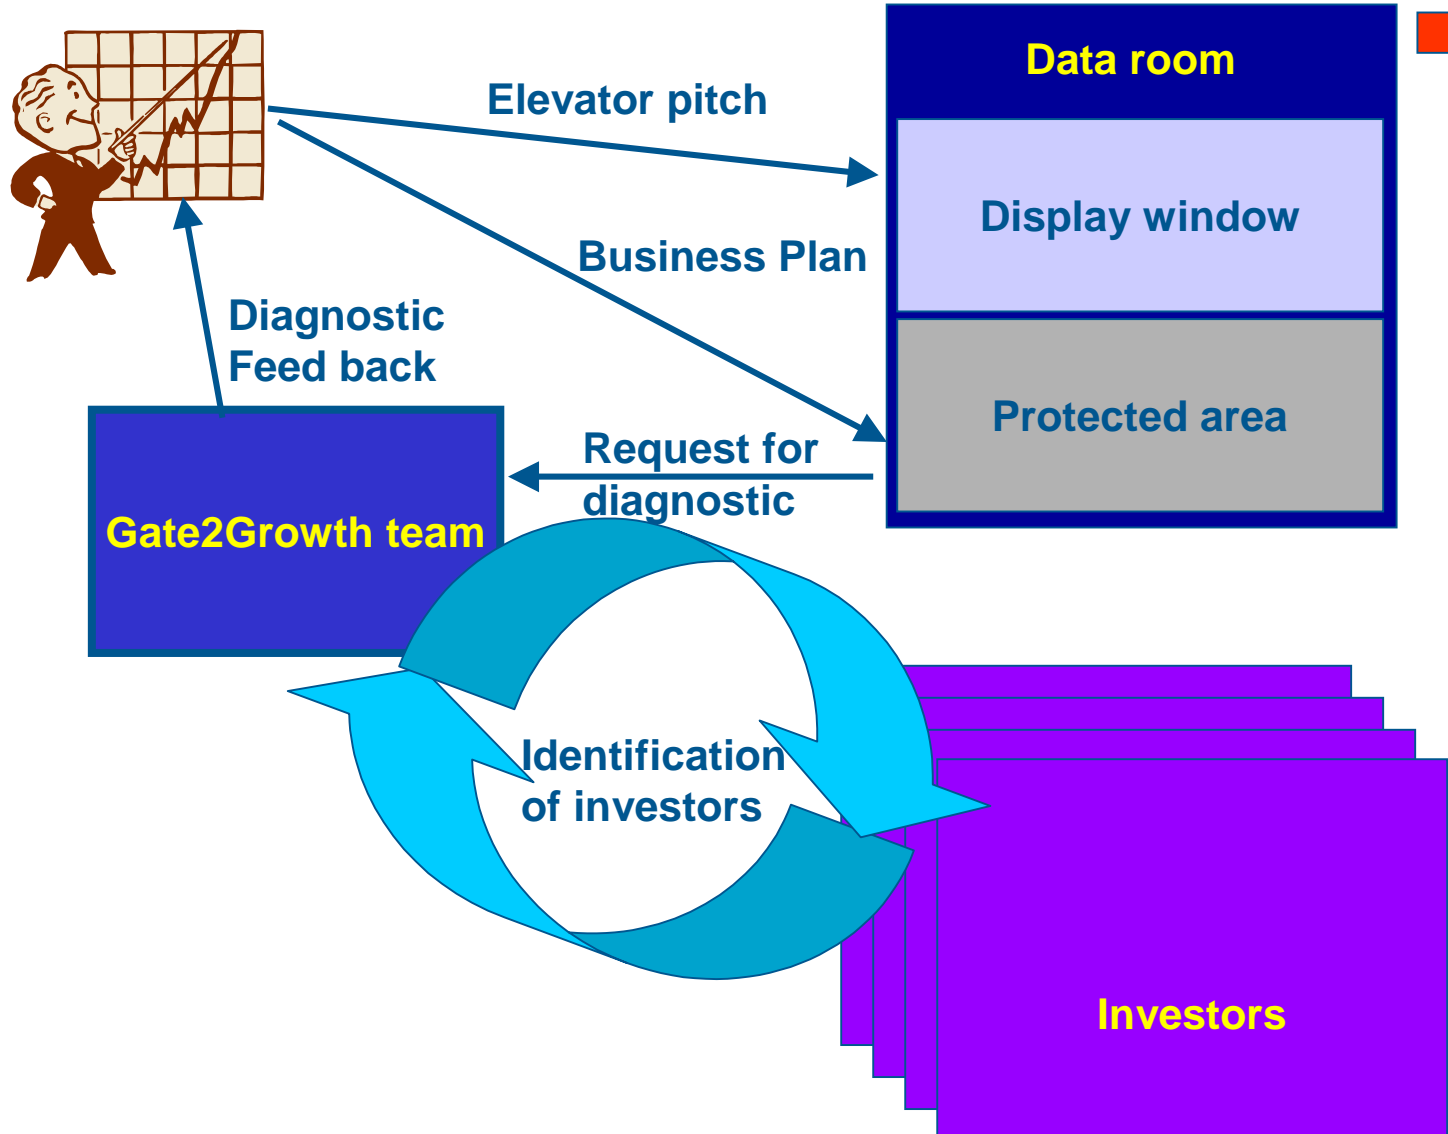 Data room
Elevator pitch
Display window
Business Plan
Diagnostic
Feed back
Protected area
Request for
diagnostic
Gate2Growth team
Identification
of investors
Investors